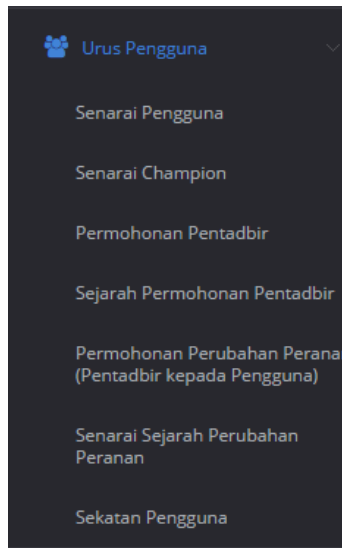 Urus Pengguna
Senarai Pengguna
Senarai Champion
Permohonan Pentadbir
Sejarah Permohonan Pentadbir
Permohonan Perubahan Perana
(Pentadbir kepada Pengguna)
Senarai Sejarah Perubahan
Peranan
Sekatan Pengguna